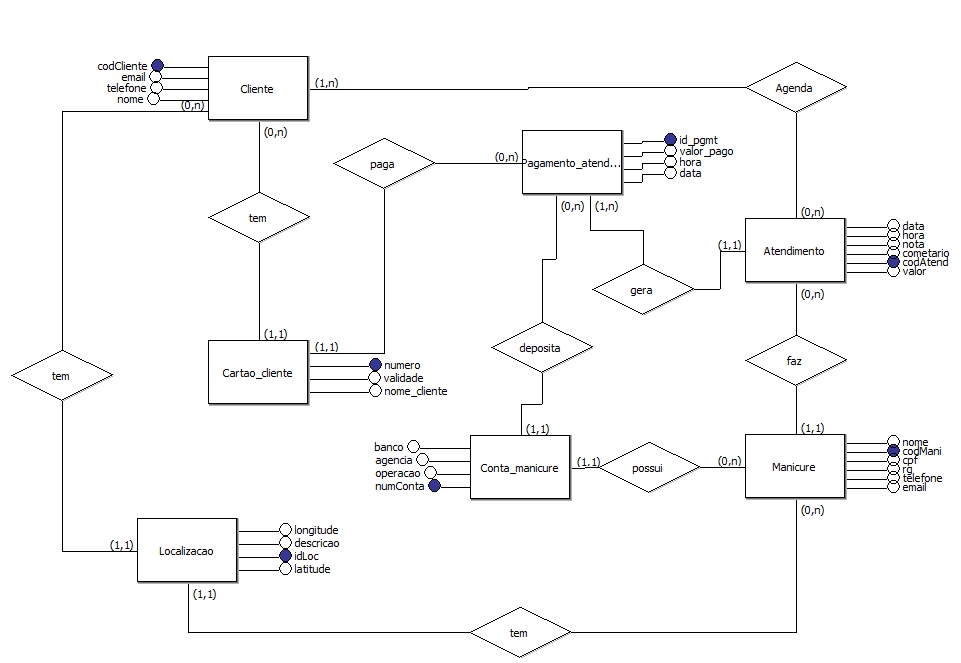 codCliente
email
telefone
nome
(0,n)
Cliente
(1,n)
Agenda
(0,n)
paga
(0,n)
Pagamento_atend...
id_pgmt
valor_pago
hora
data
(0,n)
(1,n)
tem
(0,n)
(1,1)
Atendimento
data
hora
nota
cometario
codAtend
valor
(0,n)
gera
(1,1)
(1,1)
Cartao_cliente
numero
validade
nome_cliente
deposita
faz
tem
(1,1)
(1,1)
banco
agencia
operacao
numConta
Conta_manicure
(1,1)
possui
(0,n)
Manicure
nome
codMani
cpf
rg
telefone
email
(0,n)
(1,1)
Localizacao
longitude
descricao
idLoc
latitude
(1,1)
tem